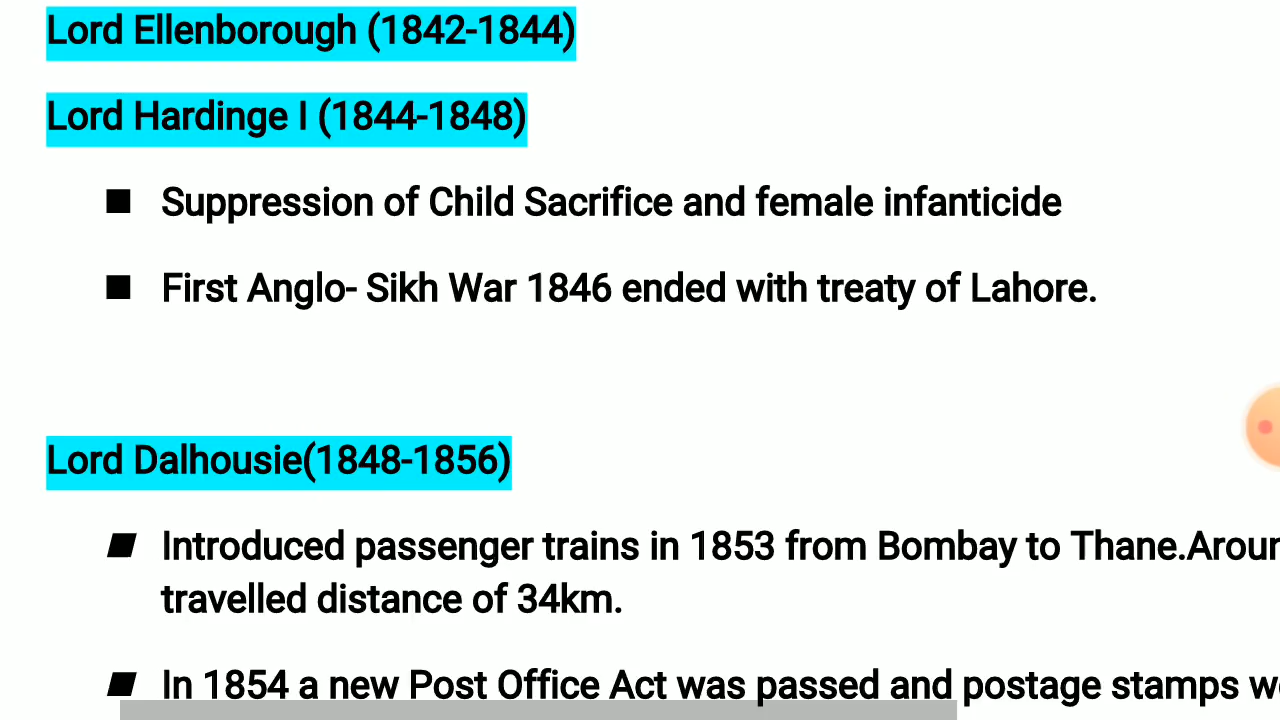 Lord Ellenborough (1842-1844)
Lord Hardinge I (1844-1848)
■ Suppression of Child Sacrifice and female infanticide
■ First Anglo- Sikh War 1846 ended with treaty of Lahore.
Lord Dalhousie(1848-1856)
■ Introduced passenger trains in 1853 from Bombay to Thane.
travelled distance of 34km.
■ In 1854 a new Post Office Act was passed and postage stamps